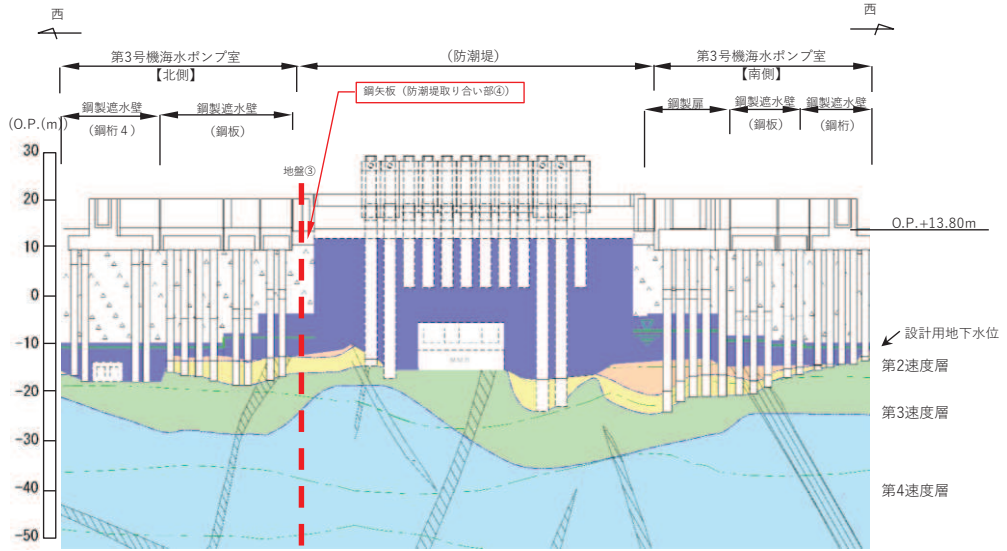 西
西
第3号機海水ポンプ室
【北側】
(防潮堤)
第3号機海水ポンプ室
【南側】
鋼矢板（防潮堤取り合い部④）
鋼製遮水壁
(鋼桁４)
鋼製遮水壁
(鋼板)
鋼製扉
鋼製遮水壁
(鋼板)
鋼製遮水壁
(鋼桁)
(O.P.(m))
地盤③
30
20
10
0
-10
-20
-30
-40
-50
O.P.+13.80m
設計用地下水位
第2速度層
第3速度層
第4速度層